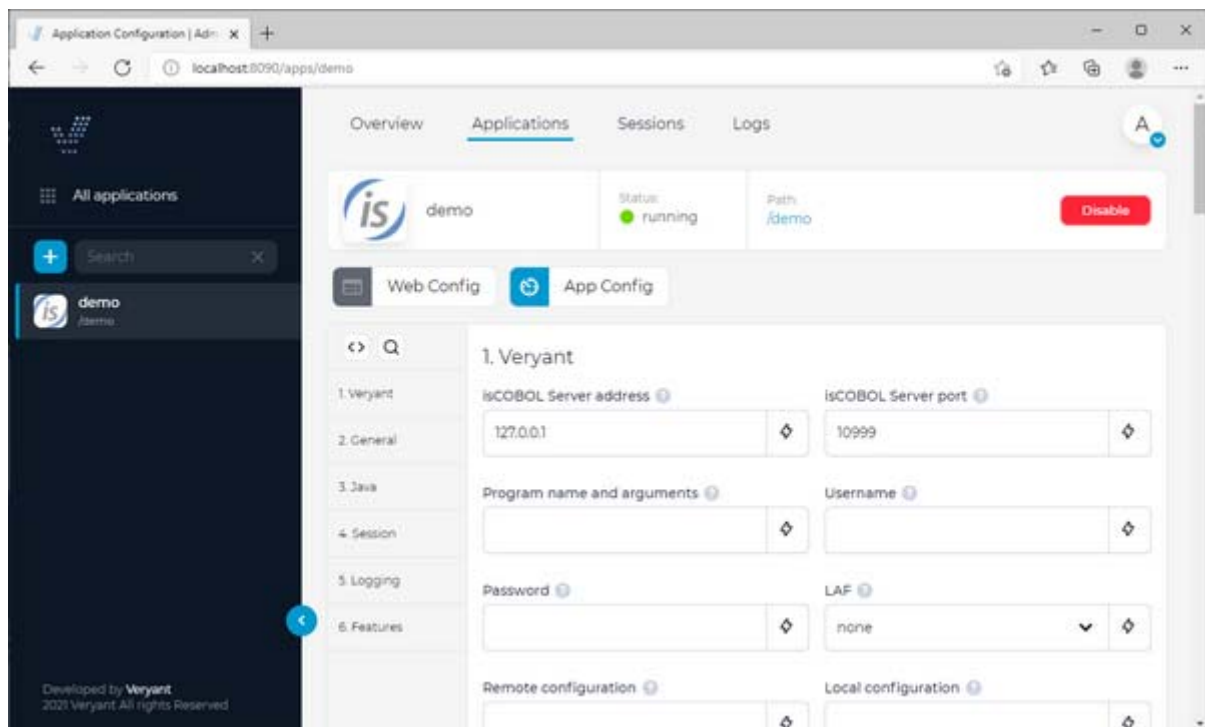 Application Configuration | Adm
localhost:8090/apps/demo
Overview Applications Sessions Logs A
All applications
is demo Status: running Path: /demo Disable
Search
Web Config App Config
is demo
/demo
1. Veryant
1. Veryant isCOBOL Server address isCOBOL Server port
127.0.0.1 10999
2. General
3. Java Program name and arguments Username
4. Session
5. Logging Password LAF
6. Features none
Remote configuration Local configuration
Developed by Veryant
2021 Veryant All rights Reserved